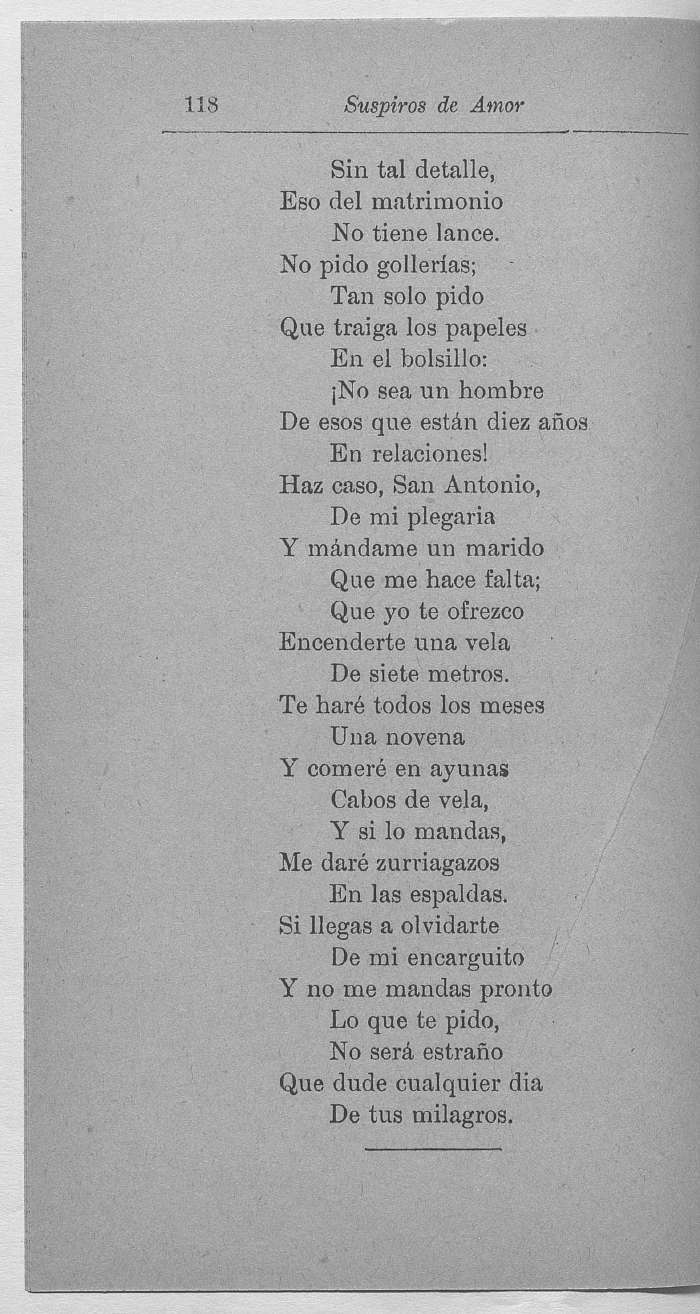 118 Suspiros de Amor
Sin tal detalle,
Eso del matrimonio
No tiene lance.
No pido gollerías;
Tan solo pido
Que traiga los papeles
En el bolsillo:
¡No sea un hombre
De esos que están diez años
En relaciones!
Haz caso, San Antonio,
De mi plegaria
Y mándame un marido
Que me hace falta;
Que yo te ofrezco
Encenderte una vela
De siete metros.
Te haré todos los meses
Una novena
Y comeré en ayunas
Cabos de vela,
Y si lo mandas,
Me daré zurriagazos
En las espaldas.
Si llegas a olvidarte
De mi encarguito
Y no me mandas pronto
Lo que te pido,
No será estraño
Que dude cualquier dia
De tus milagros.